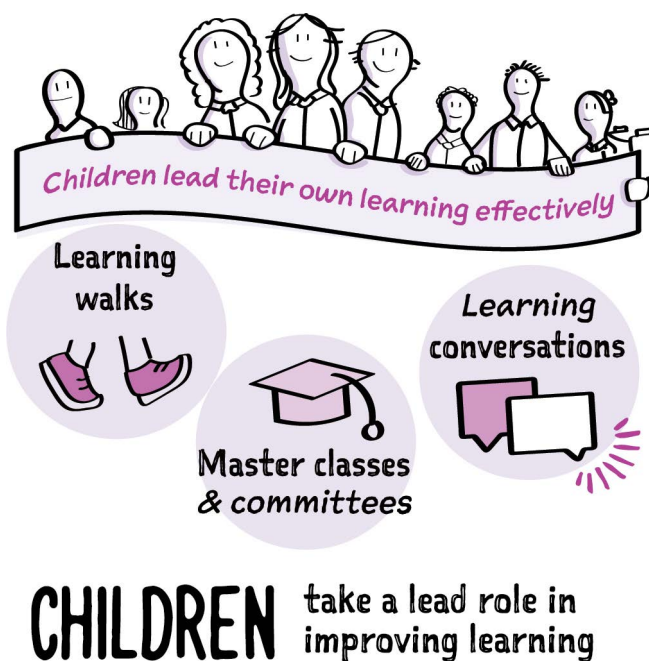 Children lead their own learning effectively
Learning
walks
Learning
conversations
Master classes
& committees
CHILDREN take a lead role in
improving learning